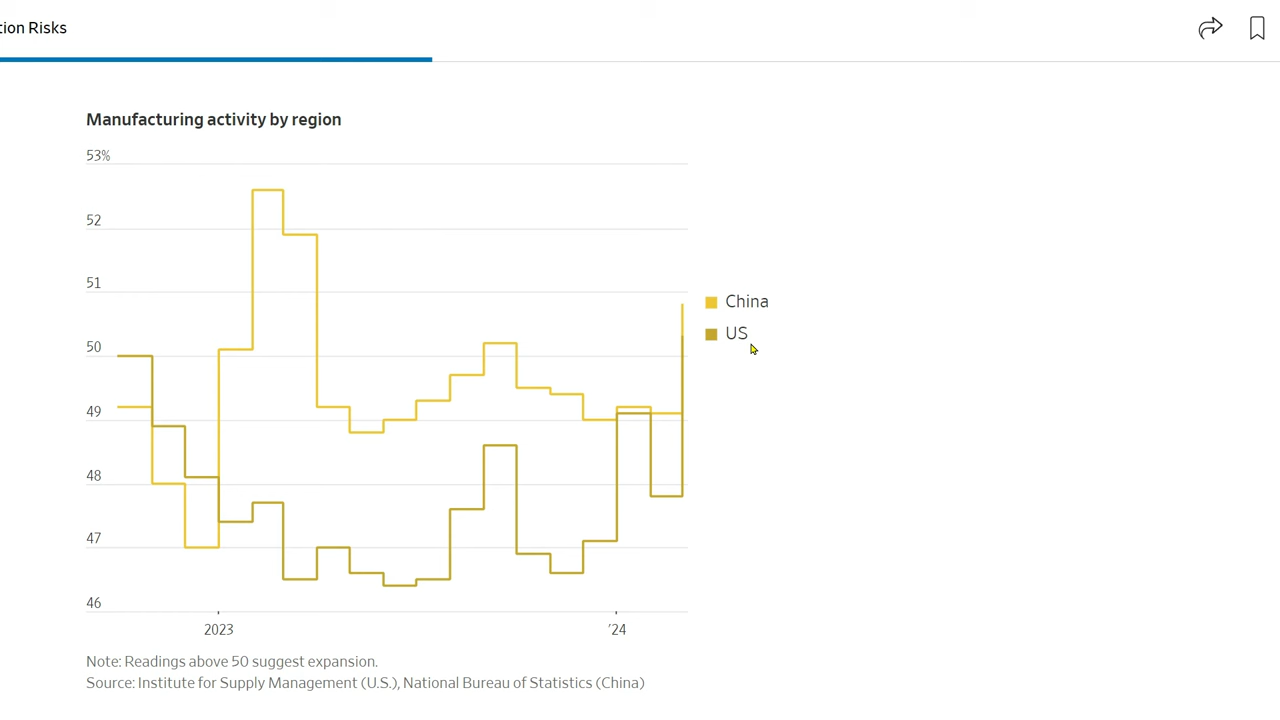 tion Risks
Manufacturing activity by region
53%
52
51
50
49
48
47
46
China
US
2023
’24
Note: Readings above 50 suggest expansion.
Source: Institute for Supply Management (U.S.), National Bureau of Statistics (China)